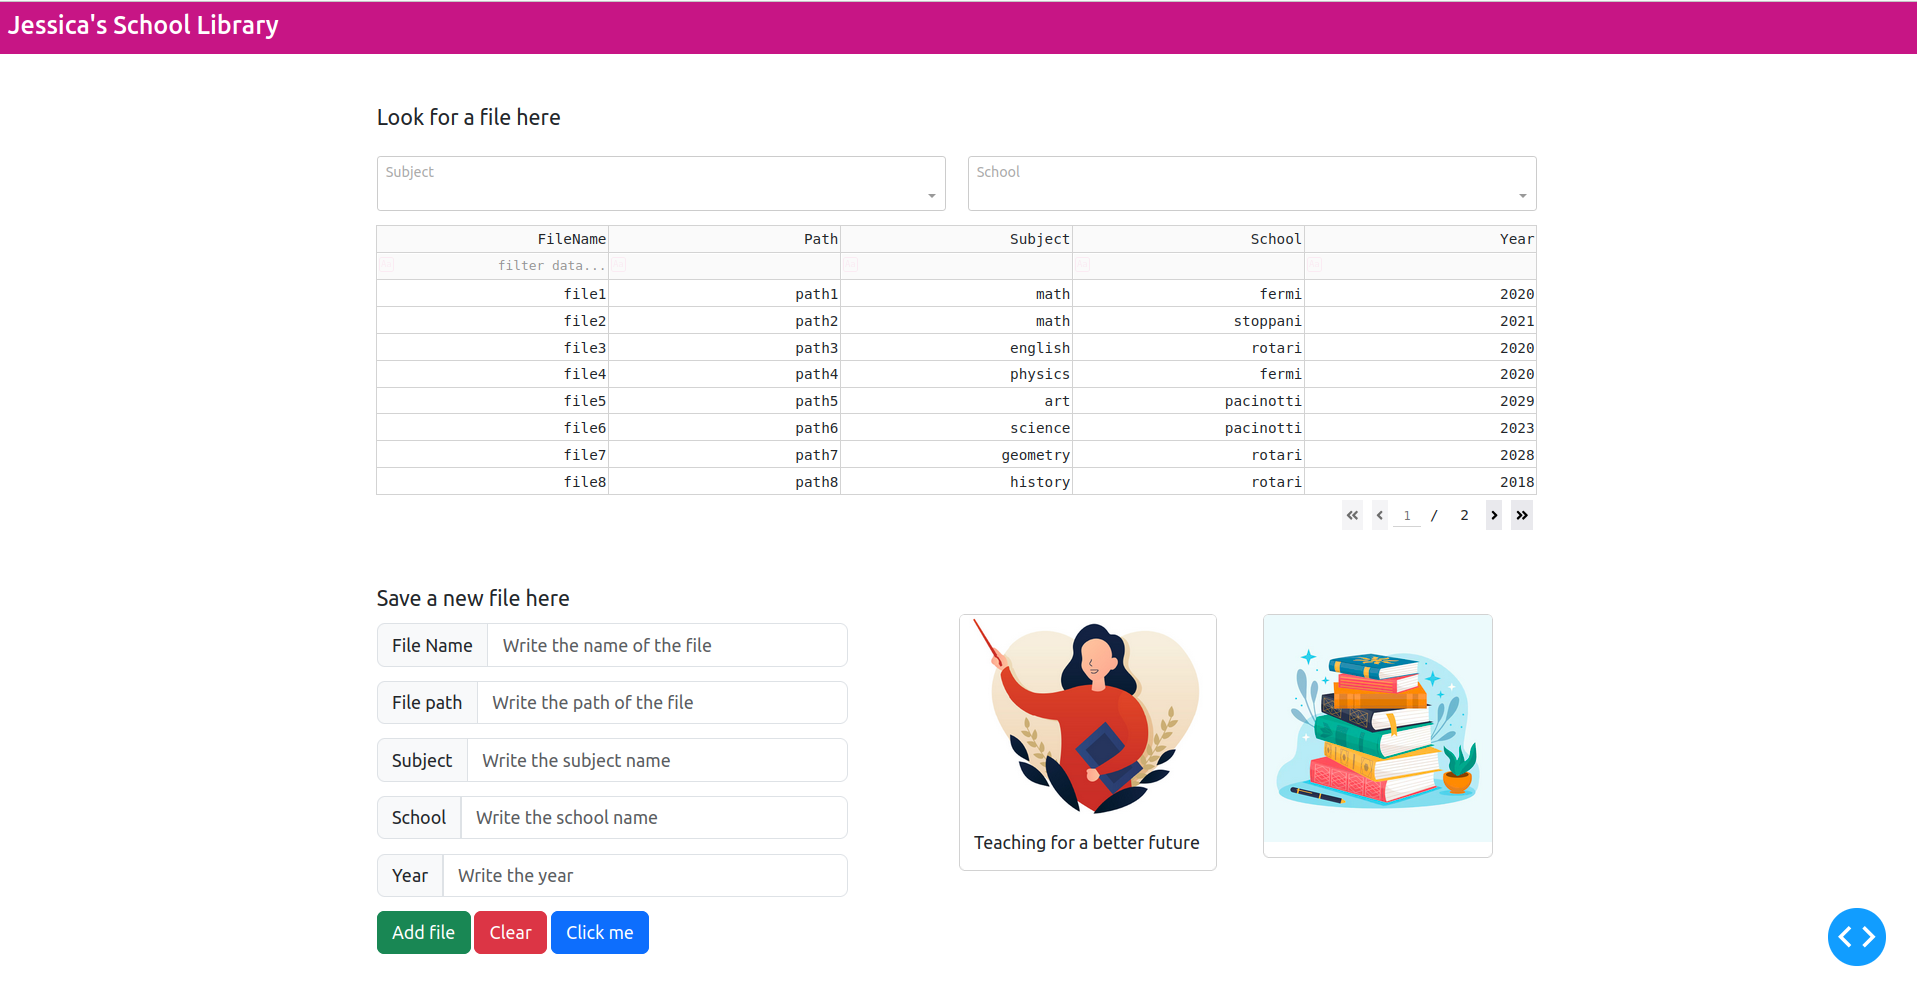 Jessica's School Library
Look for a file here
Subject School
FileName Path Subject School Year
filter data...
file1 path1 math fermi 2020
file2 path2 math stoppani 2021
file3 path3 english rotari 2020
file4 path4 physics fermi 2020
file5 path5 art pacinotti 2029
file6 path6 science pacinotti 2023
file7 path7 geometry rotari 2028
file8 path8 history rotari 2018
1 / 2
Save a new file here
File Name Write the name of the file
File path Write the path of the file
Subject Write the subject name
School Write the school name
Year Write the year
Add file Clear Click me
Teaching for a better future